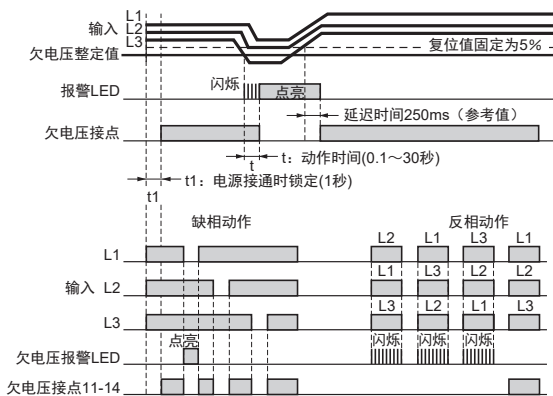 L1
输入 L2
L3
复位值固定为5%
欠电压整定值
报警LED 闪烁 点亮
延迟时间250ms（参考值）
欠电压接点
t t：动作时间(0.1～30秒)
t1：电源接通时锁定(1秒)
t1
缺相动作 反相动作
L2 L1 L3 L1
L1
L1 L3 L2 L2
输入 L2
L3 L2 L1 L3
L3
点亮 闪烁 闪烁 闪烁
欠电压报警LED
欠电压接点11-14